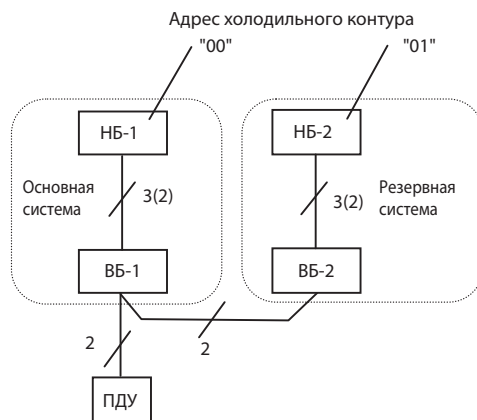 Адрес холодильного контура
"00" "01"
НБ-1 НБ-2
Основная
система
3(2) 3(2)
Резервная
система
ВБ-1 ВБ-2
2 2
ПДУ